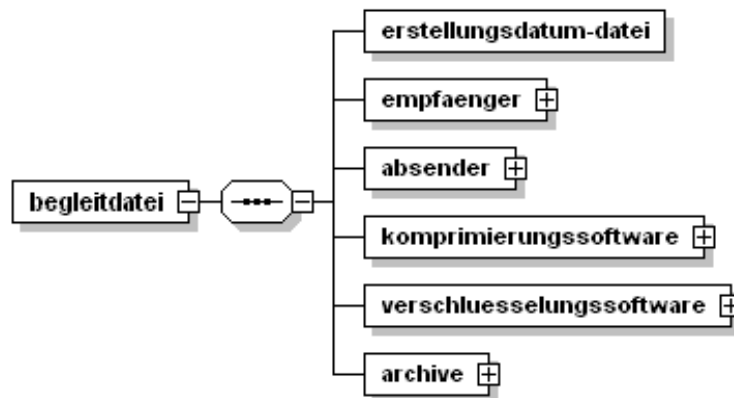 erstellungsdatum-datei
empfaenger
absender
begleitdatei
komprimierungssoftware
verschluesselungssoftware
archive